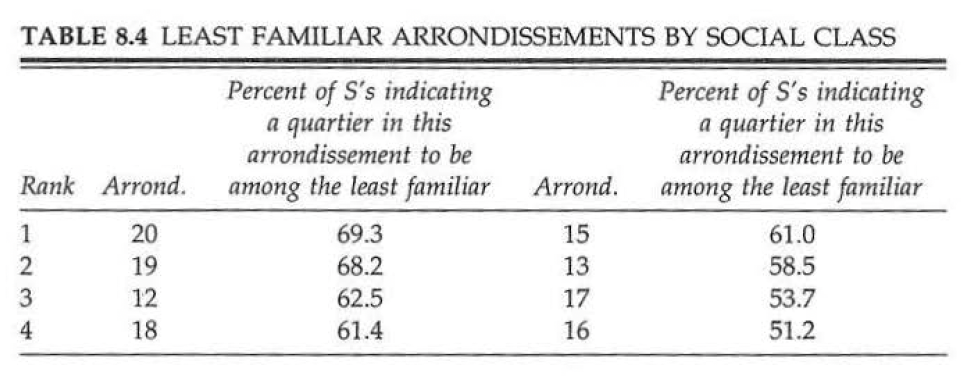 TABLE 8.4 LEAST FAMILIAR ARRONDISSEMENTS BY SOCIAL CLASS
Percent of S's indicating Percent of S's indicating
a quartier in this a quartier in this
arrondissement to be arrondissement to be
Rank Arrond. among the least familiar Arrond. among the least familiar
1 20 69.3 15 61.0
2 19 68.2 13 58.5
3 12 62.5 17 53.7
4 18 61.4 16 51.2